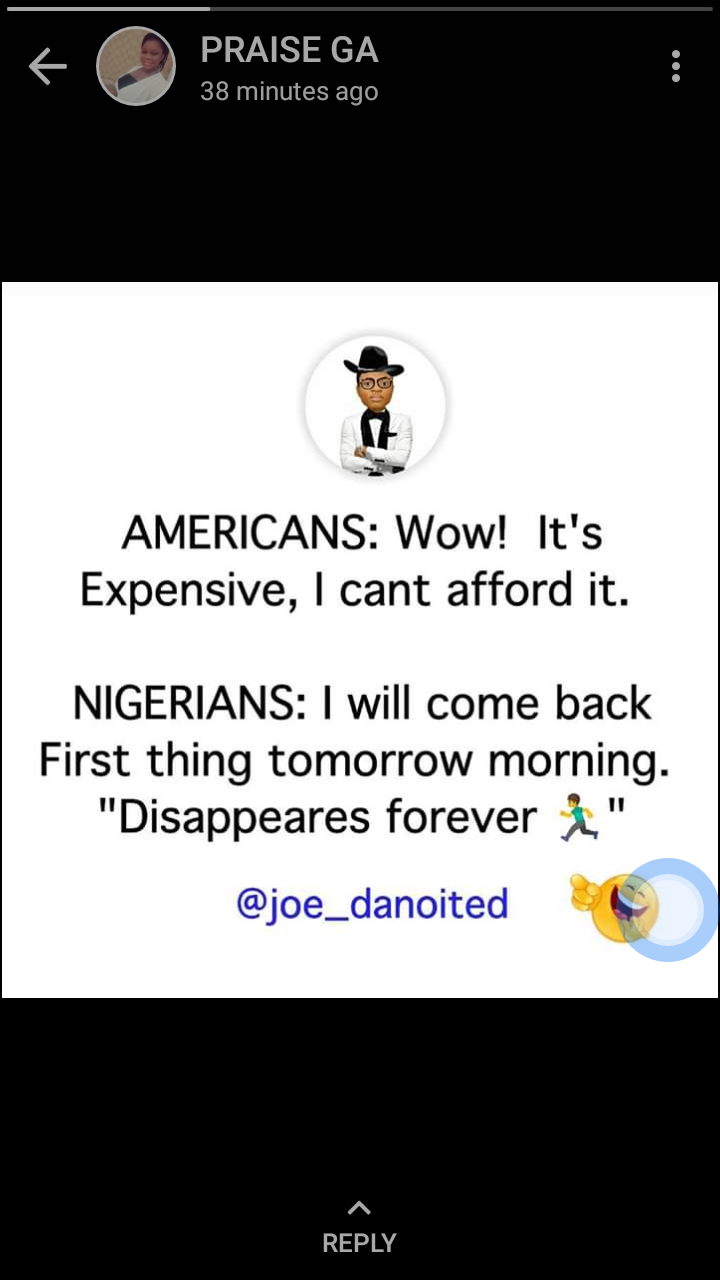 PRAISE GA
38 minutes ago
AMERICANS: Wow!  It's
Expensive, I cant afford it.
NIGERIANS: I will come back
First thing tomorrow morning.
"Disappeares forever 🏃‍♂️"
@joe_danoited
REPLY